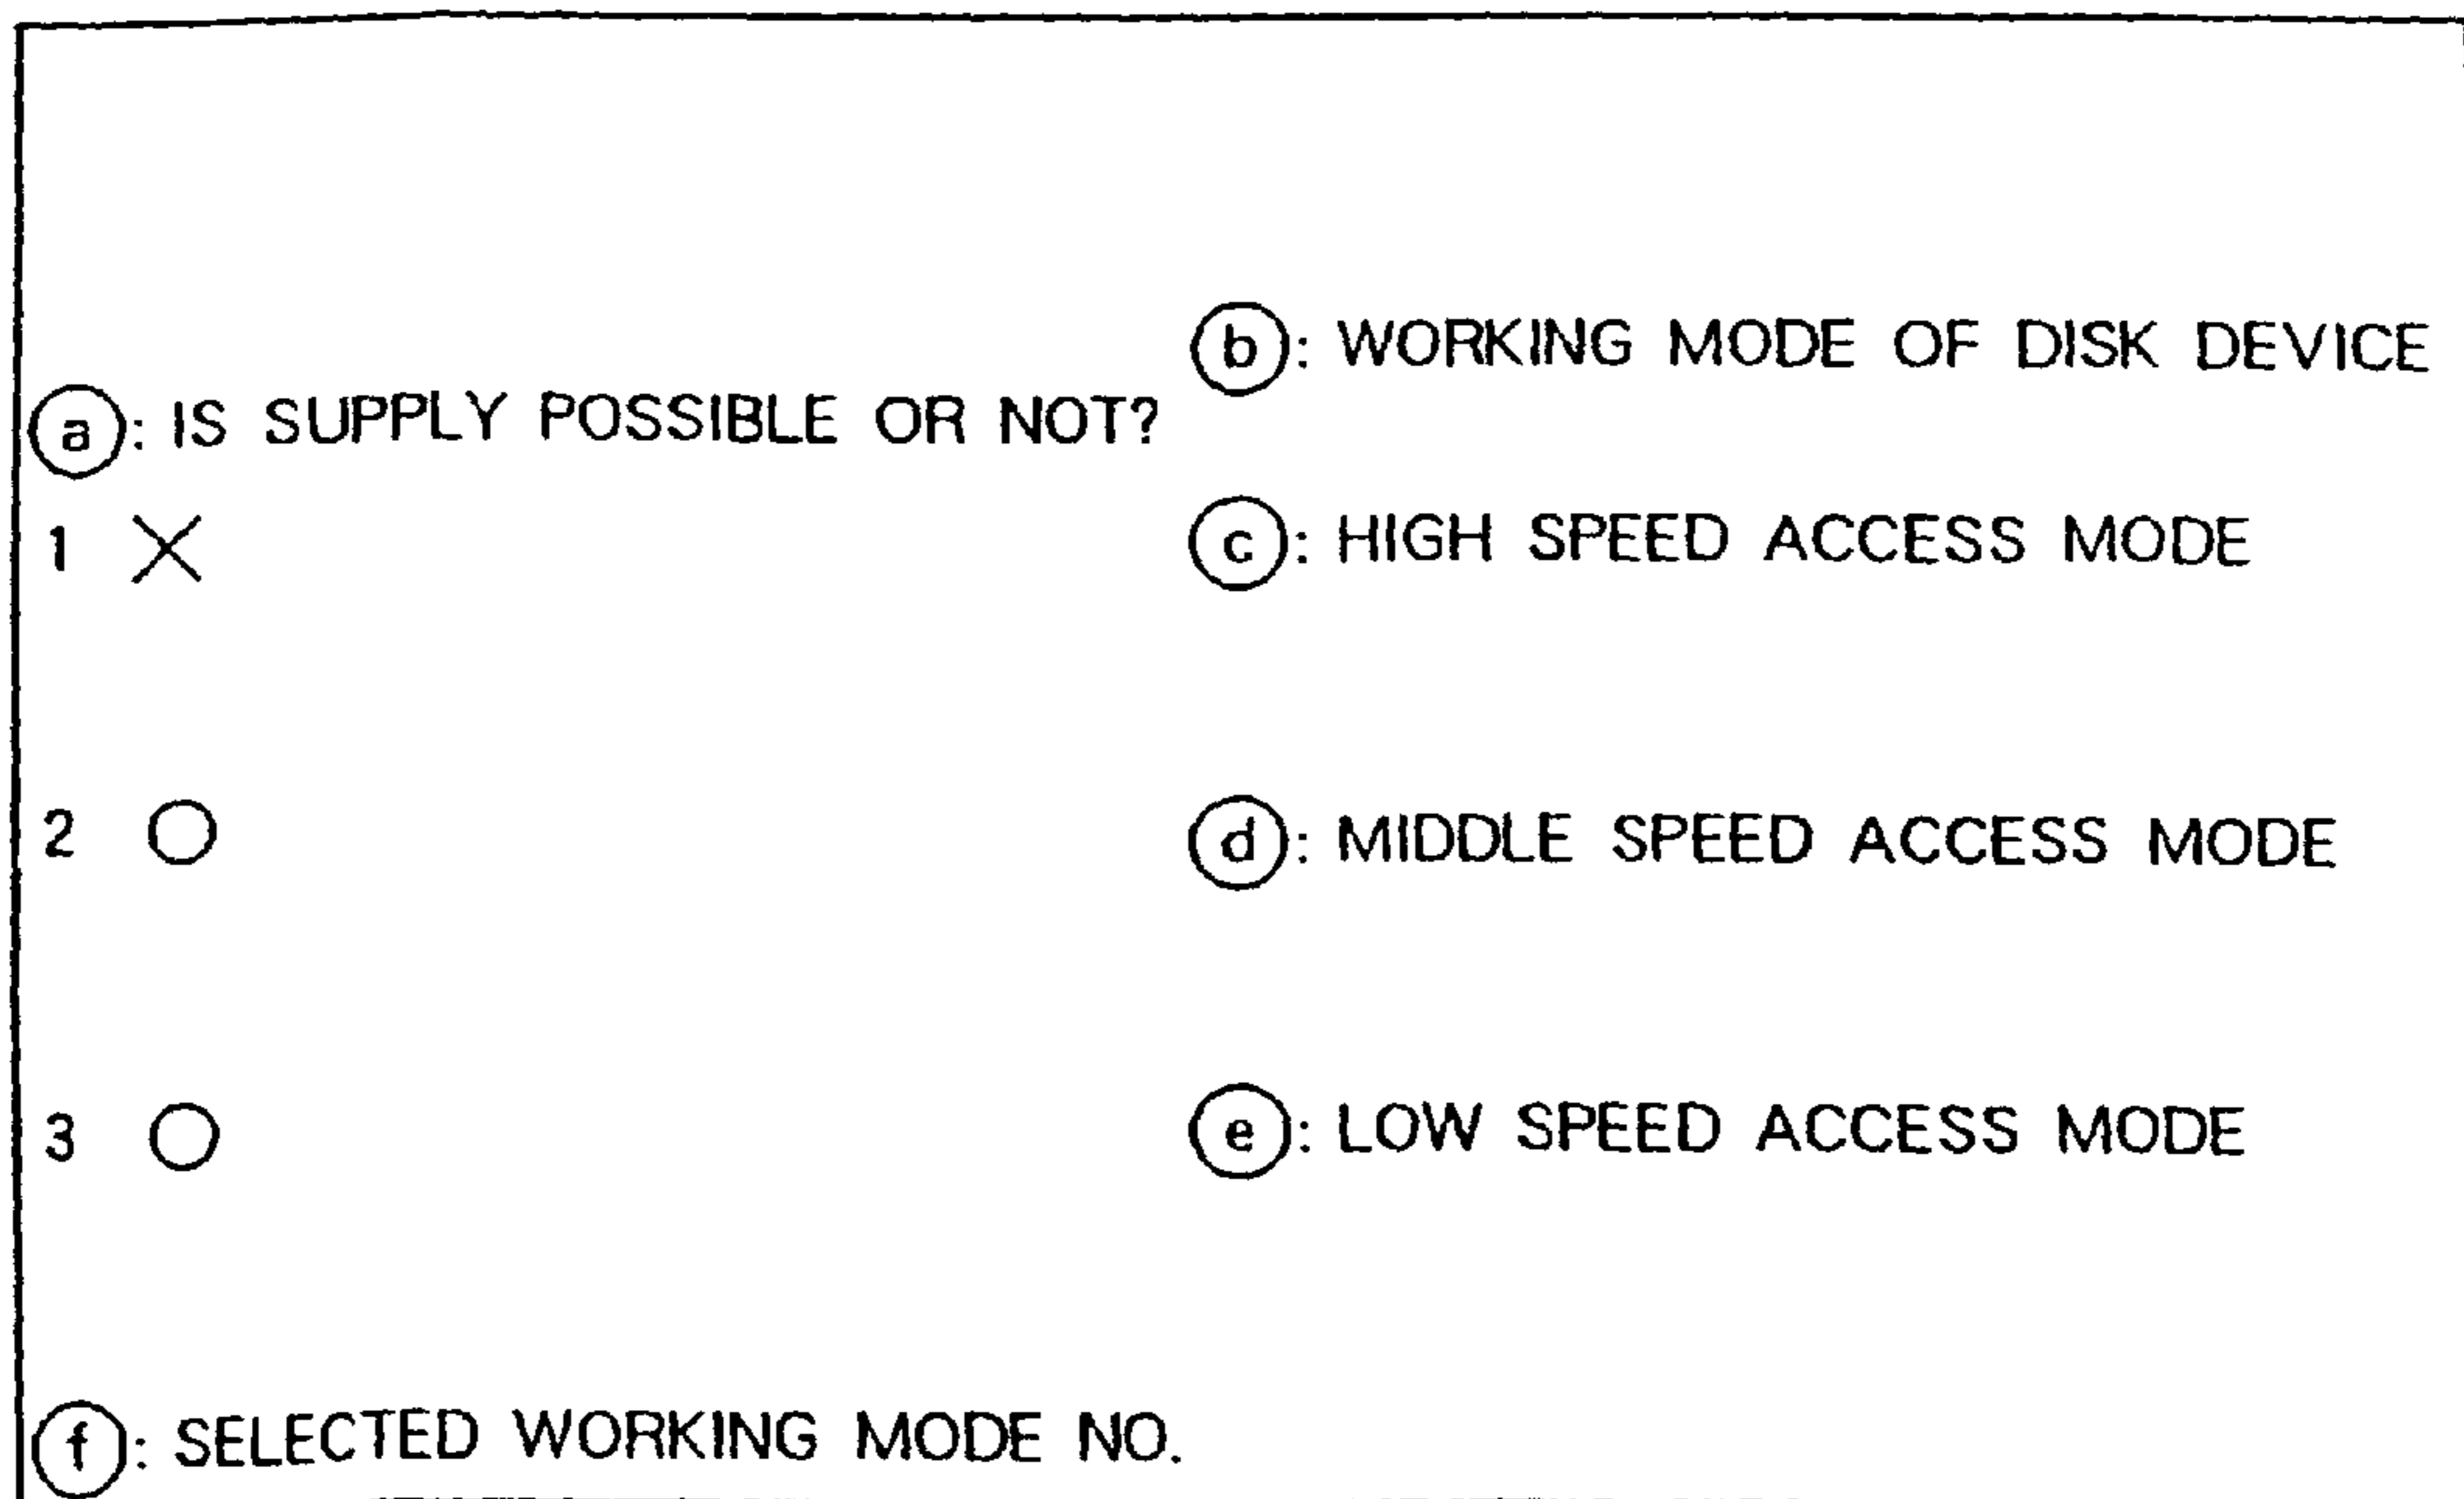 ⓑ: WORKING MODE OF DISK DEVICE
ⓐ: IS SUPPLY POSSIBLE OR NOT?
1 X ⓒ: HIGH SPEED ACCESS MODE
2 ○ ⓓ: MIDDLE SPEED ACCESS MODE
3 ○ ⓔ: LOW SPEED ACCESS MODE
ⓕ: SELECTED WORKING MODE NO.